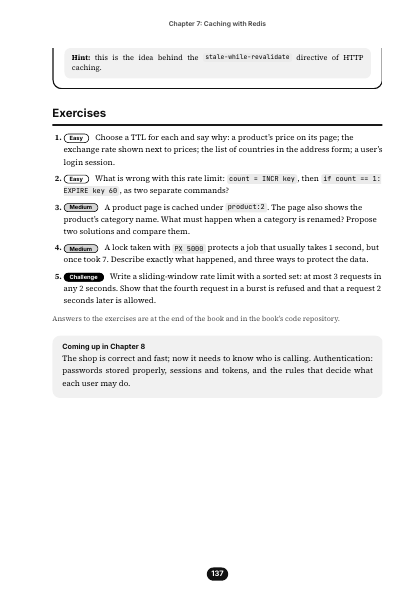 Chapter 7: Caching with Redis
Hint: this is the idea behind the stale-while-revalidate directive of HTTP
caching.
Exercises
1. Easy Choose a TTL for each and say why: a product's price on its page; the
exchange rate shown next to prices; the list of countries in the address form; a user's
login session.
2. Easy What is wrong with this rate limit: count = INCR key, then if count == 1:
EXPIRE key 60, as two separate commands?
3. Medium A product page is cached under product:2. The page also shows the
product's category name. What must happen when a category is renamed? Propose
two solutions and compare them.
4. Medium A lock taken with PX 5000 protects a job that usually takes 1 second, but
once took 7. Describe exactly what happened, and three ways to protect the data.
5. Challenge Write a sliding-window rate limit with a sorted set: at most 3 requests in
any 2 seconds. Show that the fourth request in a burst is refused and that a request 2
seconds later is allowed.
Answers to the exercises are at the end of the book and in the book's code repository.
Coming up in Chapter 8
The shop is correct and fast; now it needs to know who is calling. Authentication:
passwords stored properly, sessions and tokens, and the rules that decide what
each user may do.
137